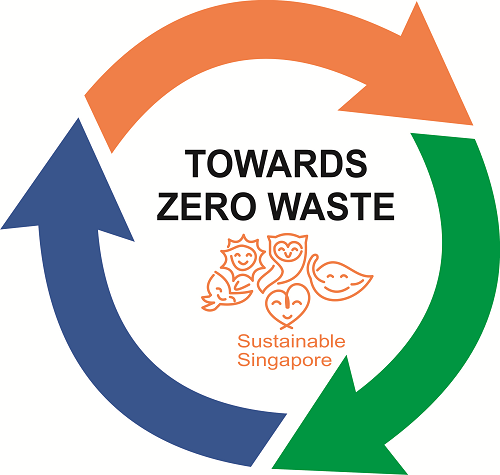 TOWARDS
ZERO WASTE
Sustainable
Singapore